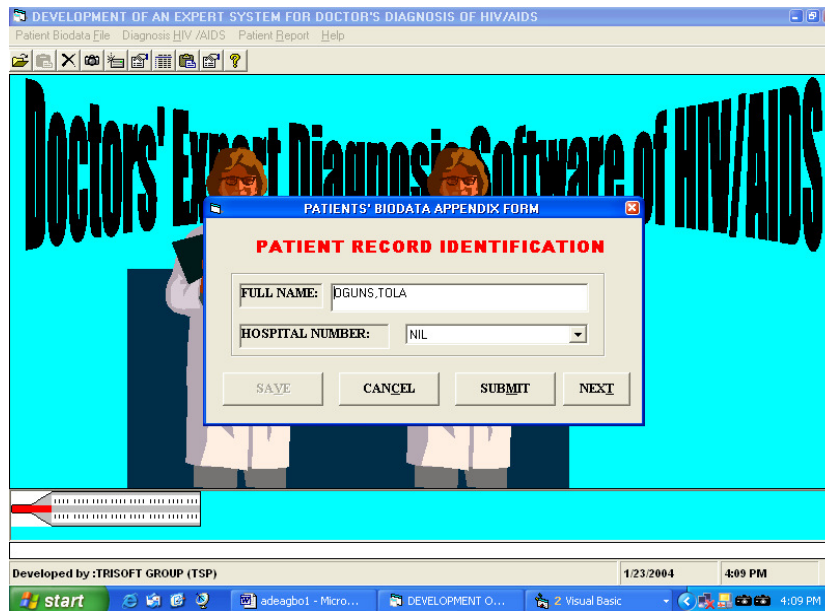 DEVELOPMENT OF AN EXPERT SYSTEM FOR DOCTOR'S DIAGNOSIS OF HIV/AIDS
Patient Biodata File Diagnosis HIV /AIDS Patient Report Help
Doctors' Expert Diagnosis Software of HIV/AIDS
PATIENTS' BIODATA APPENDIX FORM
PATIENT RECORD IDENTIFICATION
FULL NAME: OGUNS,TOLA
HOSPITAL NUMBER: NIL
SAVE CANCEL SUBMIT NEXT
Developed by :TRISOFT GROUP (TSP) 1/23/2004 4:09 PM
start adeagbo1 - Micro... DEVELOPMENT O... 2 Visual Basic 4:09 PM